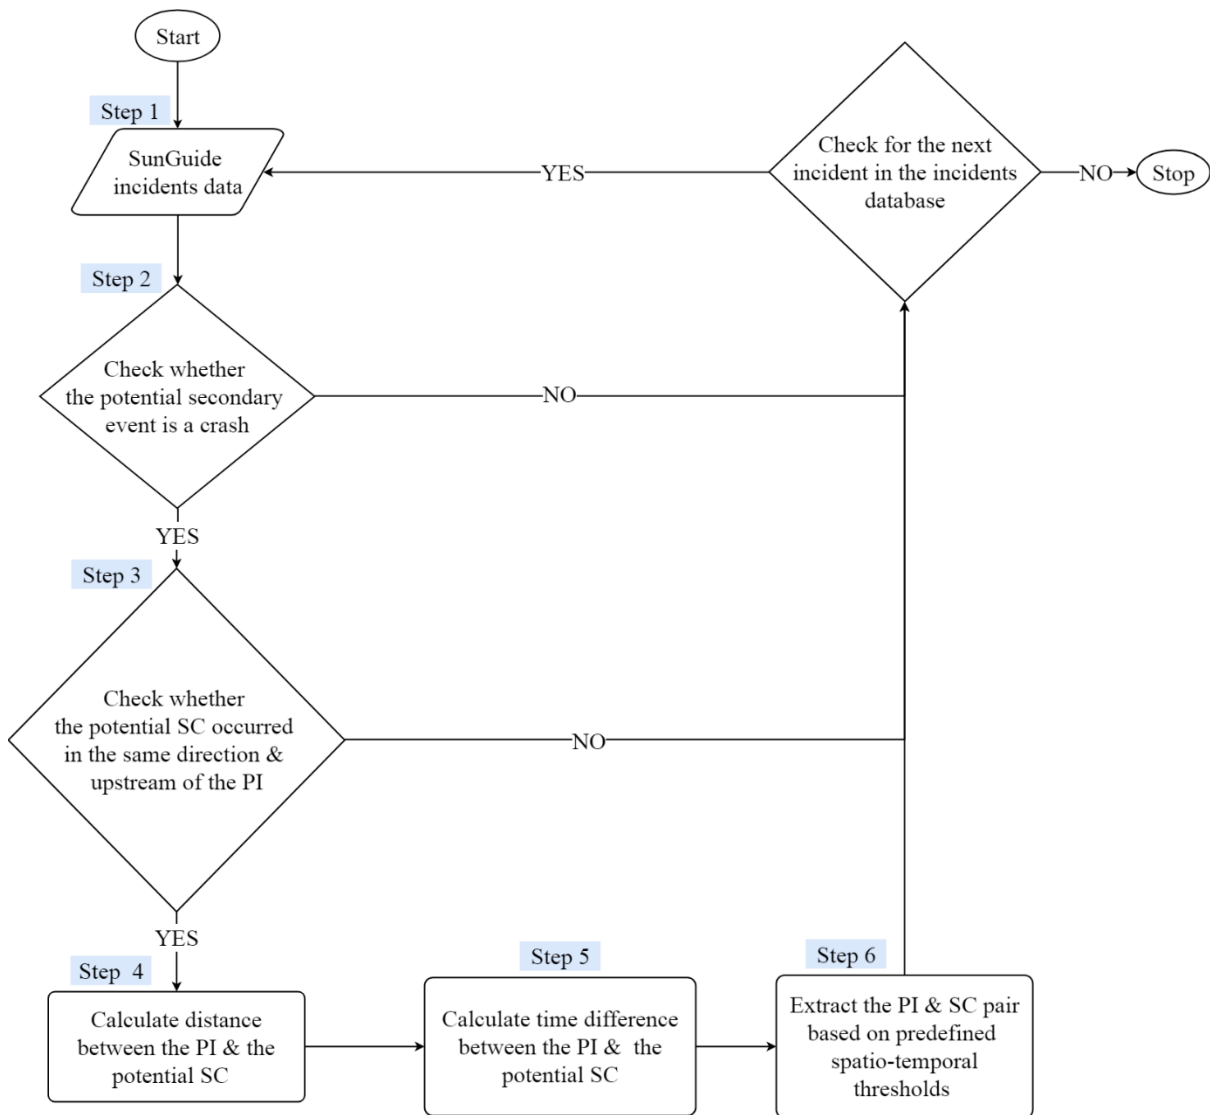 Start
Step 1
SunGuide
incidents data
YES
Check for the next
incident in the incidents
database
NO
Stop
Step 2
Check whether
the potential secondary
event is a crash
NO
YES
Step 3
Check whether
the potential SC occurred
in the same direction &
upstream of the PI
NO
YES
Step 4
Calculate distance
between the PI & the
potential SC
Step 5
Calculate time difference
between the PI & the
potential SC
Step 6
Extract the PI & SC pair
based on predefined
spatio-temporal
thresholds